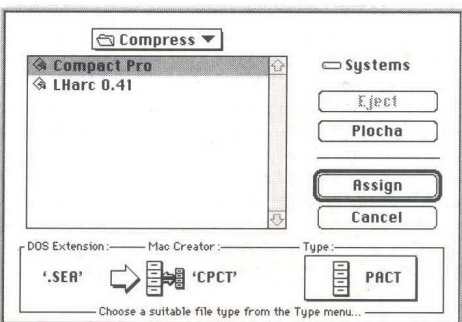 Compress
Compact Pro
LHarc 0.41
Systems
Eject
Plocha
Assign
Cancel
DOS Extension:
Mac Creator:
Type:
'.SEA'
'CPCT'
PACT
Choose a suitable file type from the Type menu...